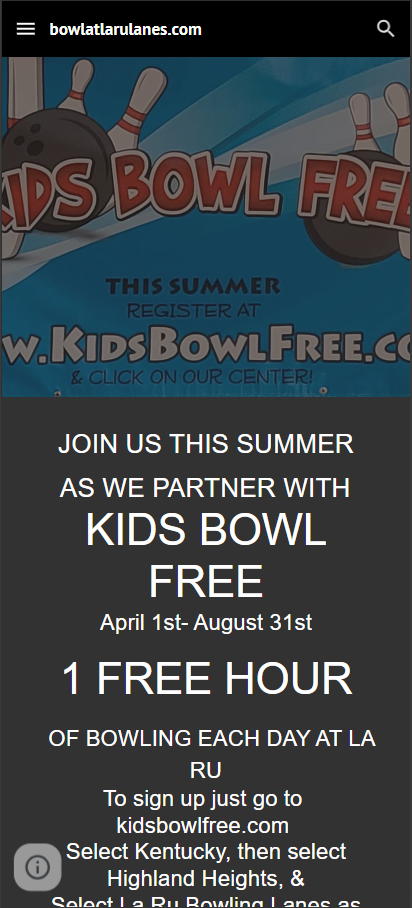 bowlatlarulanes.com
KIDS BOWL FREE
THIS SUMMER
REGISTER AT
W.KIDSBOWLFREE.CO
& CLICK ON OUR CENTER!
JOIN US THIS SUMMER
AS WE PARTNER WITH
KIDS BOWL
FREE
April 1st- August 31st
1 FREE HOUR
OF BOWLING EACH DAY AT LA
RU
To sign up just go to
kidsbowlfree.com
Select Kentucky, then select
Highland Heights, &
Select La Ru Bowling Lanes as